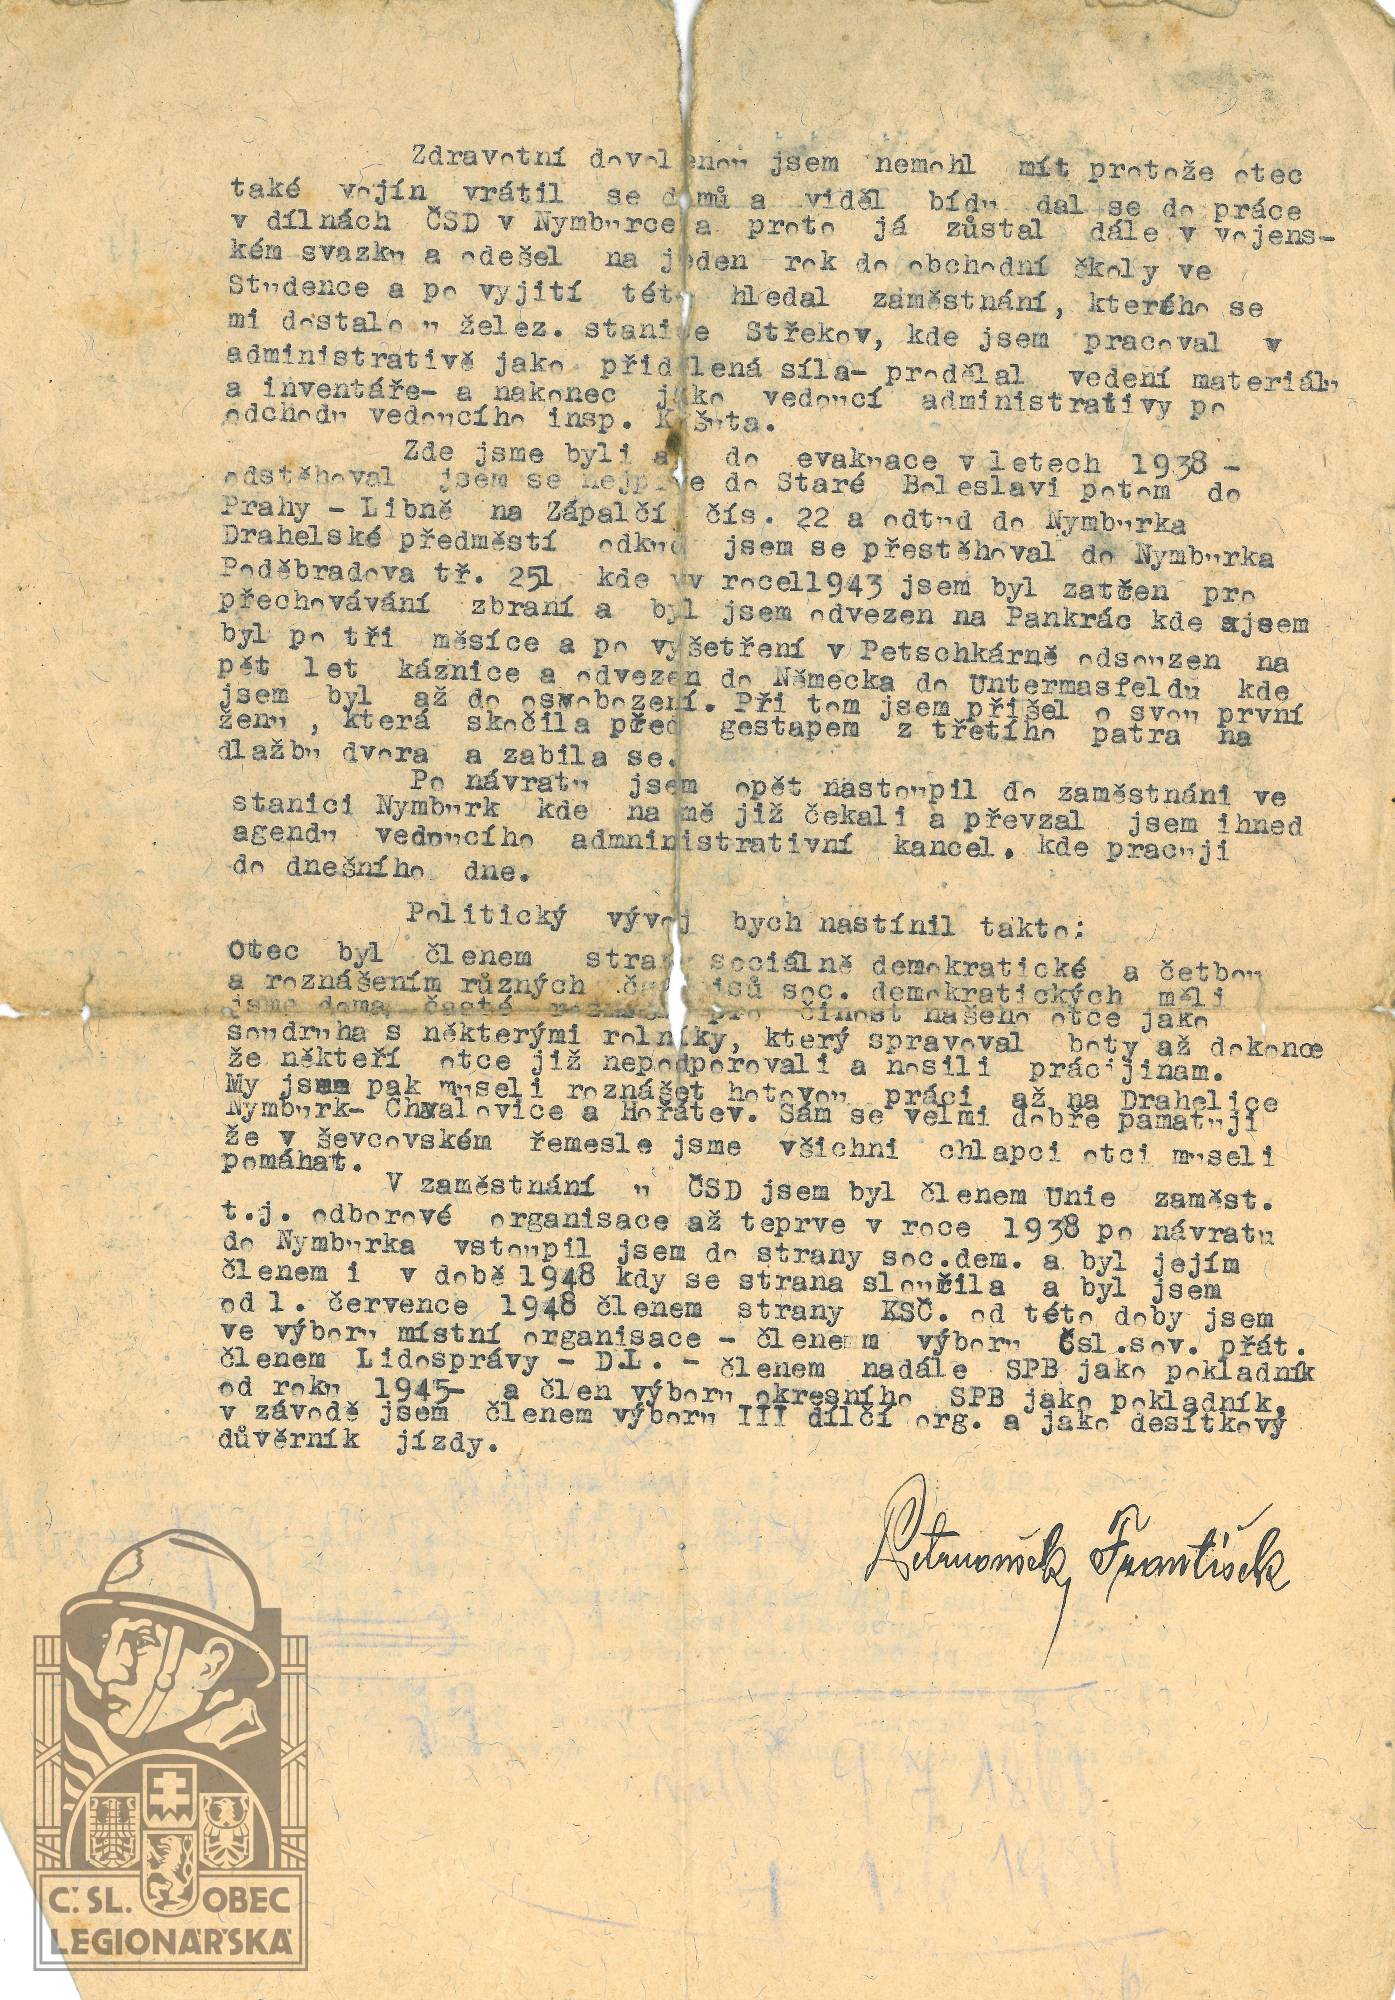 Zdravotní dovolenou jsem nemohl mít protože otec
také vojín vrátil se domů a viděl bídu dal se do práce
v dílnách ČSD v Nymburce a proto já zůstal dále v vojens-
kém svazku a odešel na jeden rok do obchodní školy ve
Studence a po vyjití této hledal zaměstnání, kterého se
mi dostalo u želez. stanice Střekov, kde jsem pracoval v
administrativě jako přidělená síla- prodělal vedení materiálu
a inventáře- a nakonec jako vedoucí administrativy po
odchodu vedoucího insp.
Zde jsme byli až do evakuace v letech 1938 -
odstěhoval jsem se nejprve do Staré Boleslavi potom do
Prahy - Libně na Zápalčí čís. 22 a odtud do Nymburka
Drahelské předměstí odkud jsem se přestěhoval do Nymburka
Poděbradova tř. 251 kde v rocel1943 jsem byl zatčen pro
přechovávání zbraní a byl jsem odvezen na Pankrác kde jsem
byl po tři měsíce a po vyšetření v Petschkárně odsouzen na
pět let káznice a odvezen do Německa do Untermasfeldu kde
jsem byl až do osvobození. Při tom jsem přišel o svou první
ženu , která skočila před gestapem z třetího patra na
dlažbu dvora a zabila se.
Po návratu jsem opět nastoupil do zaměstnáni ve
stanici Nymburk kde na mě již čekali a převzal jsem ihned
agendu vedoucího admninistrativní kancel. kde pracuji
do dnešního dne.
Politický vývoj bych nastínil takto:
Otec byl členem strany sociálně demokratické a četbou
a roznášením různých časopisů soc. demokratických měli
jsme doma časté pro činost našeho otce jako
soudruha s některými rolníky, který spravoval boty až dokonce
že někteří otce již nepodporovali a nosili prácijinam.
My jsme pak museli roznášet hotovou práci až na Drahelice
Nymburk- Chvalovice a Hořátev. Sám se velmi dobře pamatuji
že v ševcovském řemesle jsme všichni chlapci otci museli
pomáhat.
V zaměstnání u ČSD jsem byl členem Unie zaměst.
t.j. odborové organisace až teprve v roce 1938 po návratu
do Nymburka vstoupil jsem do strany soc.dem. a byl jejím
členem i v době 1948 kdy se strana sloučila a byl jsem
od 1. července 1948 členem strany KSČ. od této doby jsem
ve výboru místní organisace - členem výboru Čsl.sov. přát.
členem Lidosprávy - D.L. - členem nadále SPB jako pokladník
od roku 1945- a člen výboru okresního SPB jako pokladník,
v závodě jsem členem výboru III dílčí org. a jako desítkový
důvěrník jízdy.
Petrnoušek František
Č.SL. OBEC
LEGIONÁŘSKÁ